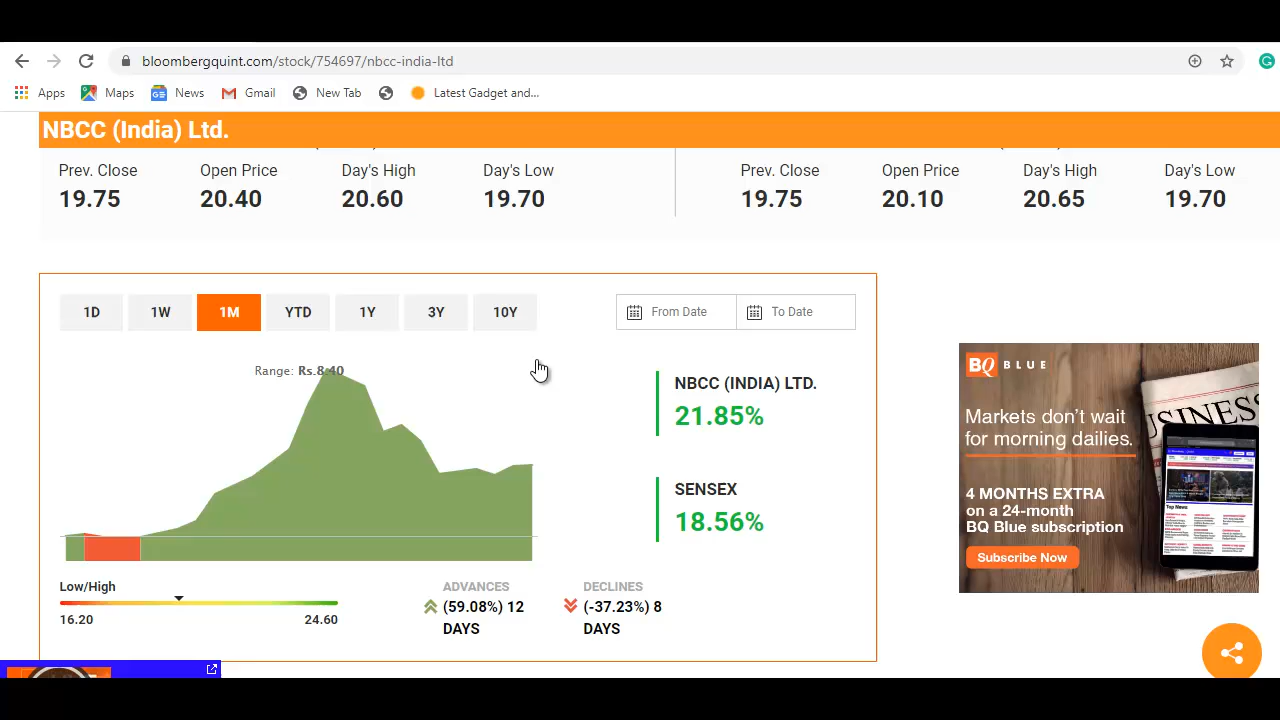 bloombergquint.com/stock/754697/nbcc-india-ltd
Apps Maps News Gmail New Tab Latest Gadget and...
NBCC (India) Ltd.
Prev. Close Open Price Day's High Day's Low Prev. Close Open Price Day's High Day's Low
19.75 20.40 20.60 19.70 19.75 20.10 20.65 19.70
1D 1W 1M YTD 1Y 3Y 10Y From Date To Date
Range: Rs.8.40
NBCC (INDIA) LTD.
21.85%
SENSEX
18.56%
Low/High
16.20 24.60
ADVANCES
(59.08%) 12
DAYS
DECLINES
(-37.23%) 8
DAYS
BQ BLUE
Markets don't wait
for morning dailies.
4 MONTHS EXTRA
on a 24-month
BQ Blue subscription
Subscribe Now
BUSINESS
Top News